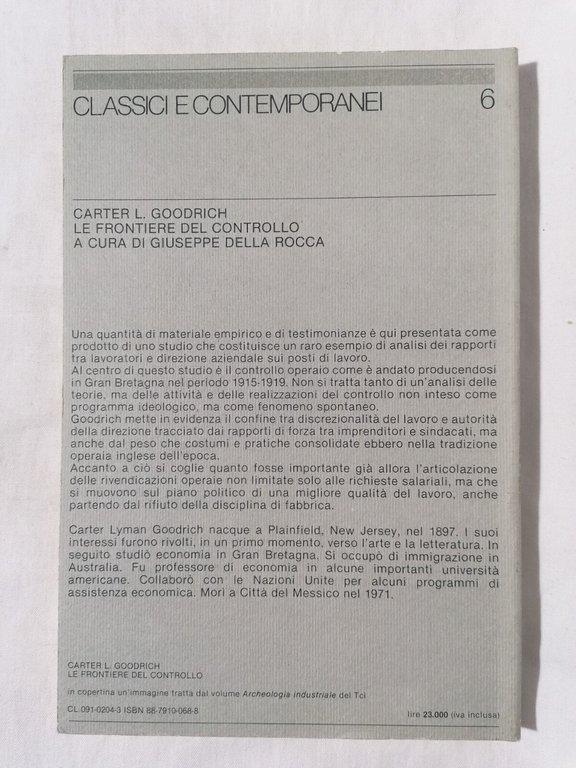 CLASSICI E CONTEMPORANEI 6
CARTER L. GOODRICH
LE FRONTIERE DEL CONTROLLO
A CURA DI GIUSEPPE DELLA ROCCA
Una quantità di materiale empirico e di testimonianze è qui presentata come
prodotto di uno studio che costituisce un raro esempio di analisi dei rapporti
tra lavoratori e direzione aziendale sui posti di lavoro.
Al centro di questo studio è il controllo operaio come è andato producendosi
in Gran Bretagna nel periodo 1915-1919. Non si tratta tanto di un'analisi delle
teorie, ma delle attività e delle realizzazioni del controllo non inteso come
programma ideologico, ma come fenomeno spontaneo.
Goodrich mette in evidenza il confine tra discrezionalità del lavoro e autorità
della direzione tracciato dai rapporti di forza tra imprenditori e sindacati, ma
anche dal peso che costumi e pratiche consolidate ebbero nella tradizione
operaia inglese dell'epoca.
Accanto a ciò si coglie quanto fosse importante già allora l'articolazione
delle rivendicazioni operaie non limitate solo alle richieste salariali, ma che
si muovono sul piano politico di una migliore qualità del lavoro, anche
partendo dal rifiuto della disciplina di fabbrica.
Carter Lyman Goodrich nacque a Plainfield, New Jersey, nel 1897. I suoi
interessi furono rivolti, in un primo momento, verso l'arte e la letteratura. In
seguito studiò economia in Gran Bretagna. Si occupò di immigrazione in
Australia. Fu professore di economia in alcune importanti università
americane. Collaborò con le Nazioni Unite per alcuni programmi di
assistenza economica. Morì a Città del Messico nel 1971.
CARTER L. GOODRICH
LE FRONTIERE DEL CONTROLLO
in copertina un'immagine tratta dal volume Archeologia industriale del Tci
CL 091-0204-3 ISBN 88-7910-068-8
lire 23.000 (iva inclusa)